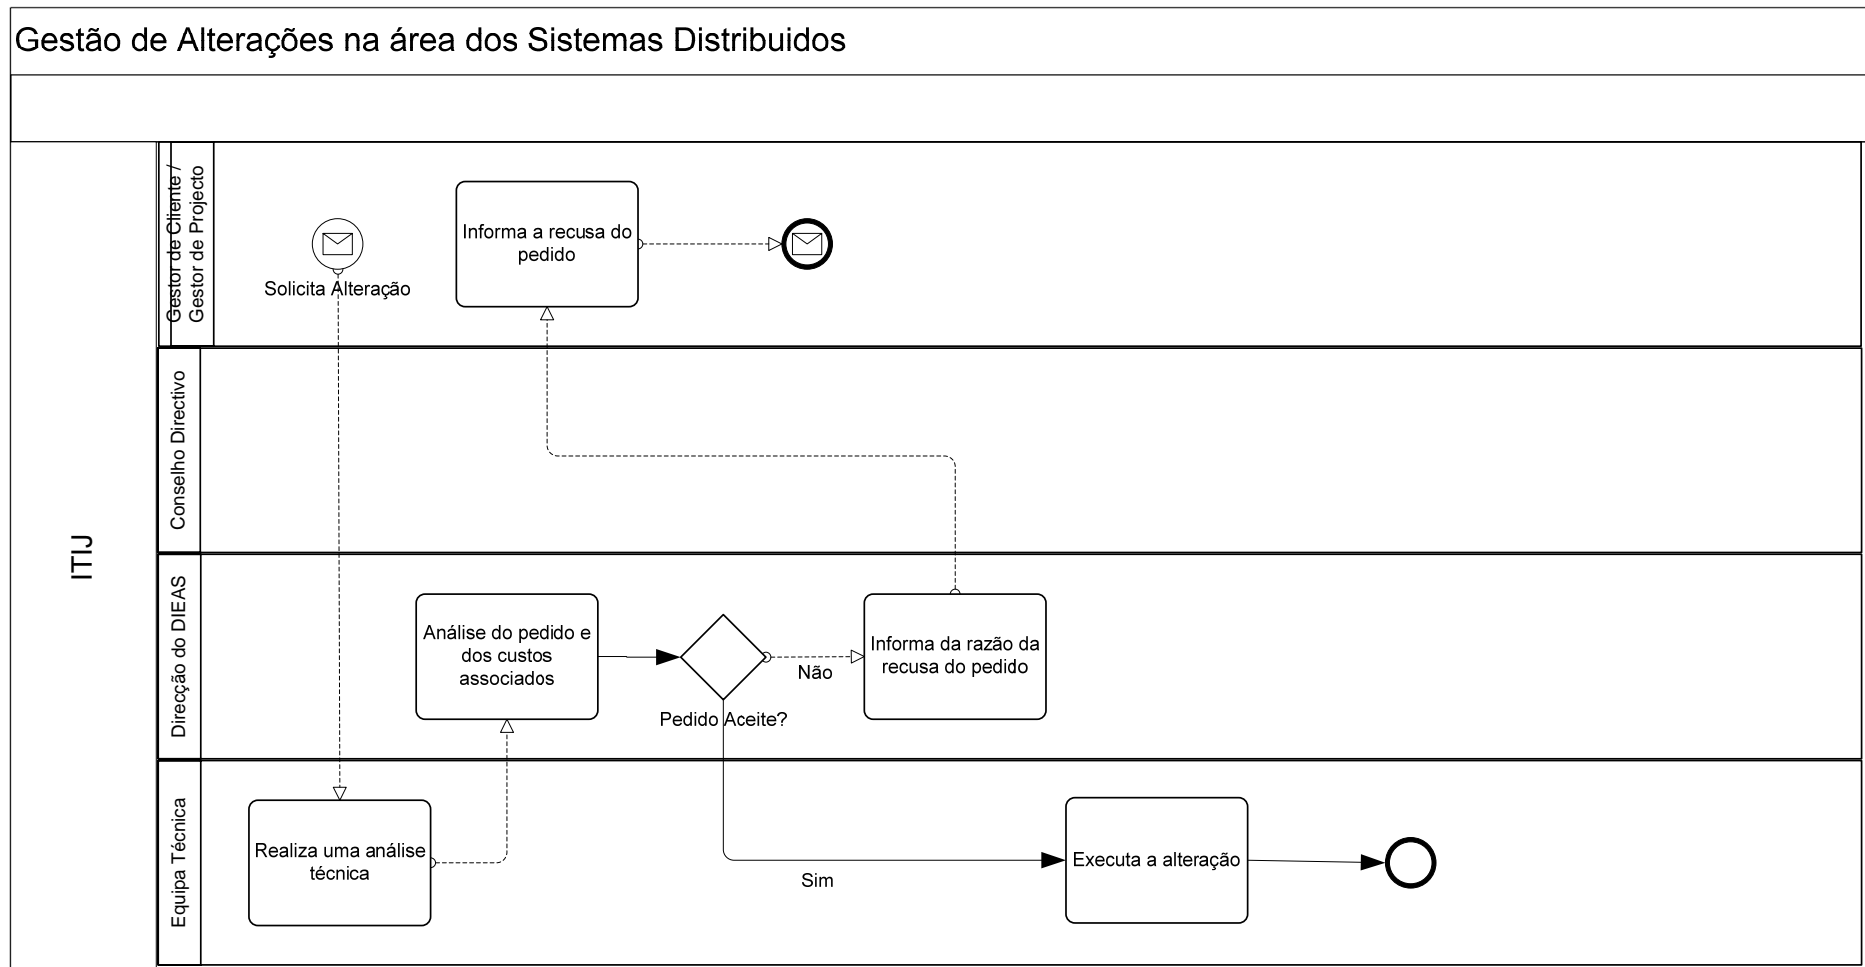 Gestão de Alterações na área dos Sistemas Distribuidos
ITIJ
Gestor de Cliente /
Gestor de Projecto
Solicita Alteração
Informa a recusa do
pedido
Conselho Directivo
Direcção do DIEAS
Análise do pedido e
dos custos
associados
Pedido Aceite?
Não
Informa da razão da
recusa do pedido
Equipa Técnica
Realiza uma análise
técnica
Sim
Executa a alteração